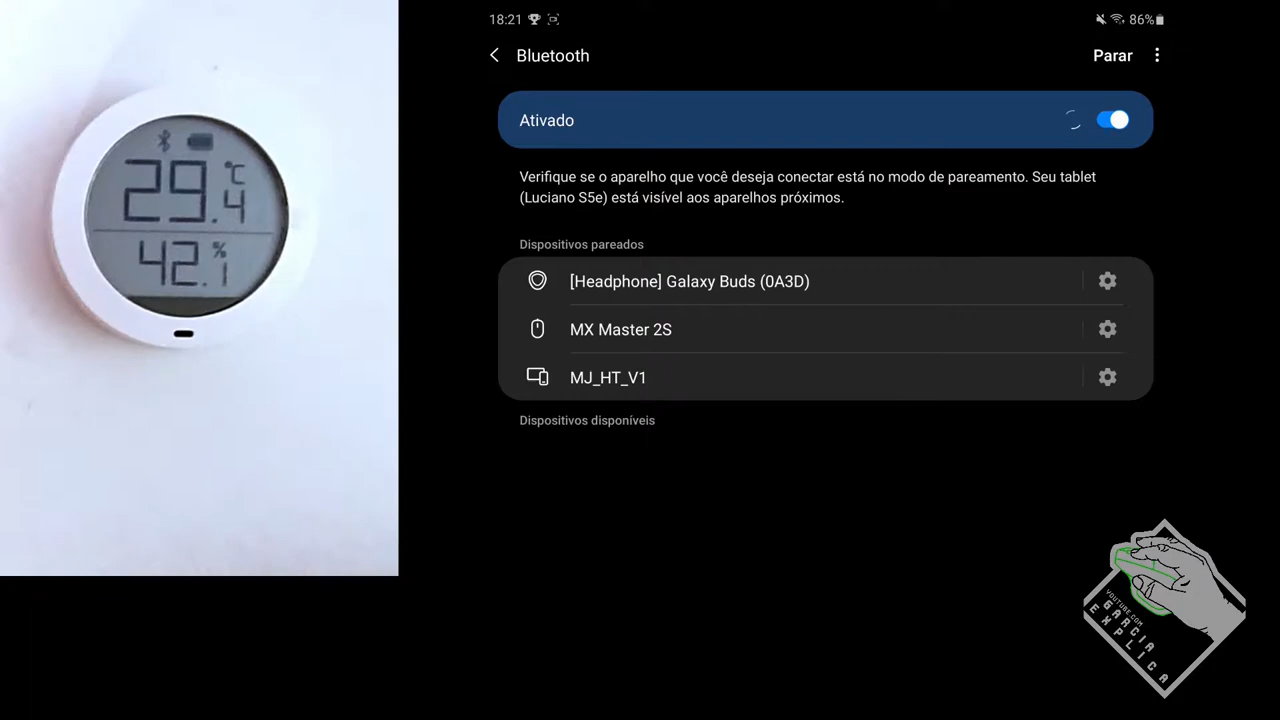 29.4 °C
42.1 %
18:21 86%
Bluetooth Parar
Ativado
Verifique se o aparelho que você deseja conectar está no modo de pareamento. Seu tablet
(Luciano S5e) está visível aos aparelhos próximos.
Dispositivos pareados
[Headphone] Galaxy Buds (0A3D)
MX Master 2S
MJ_HT_V1
Dispositivos disponíveis
YOUTUBE.COM
GARCIA
EXPLICA